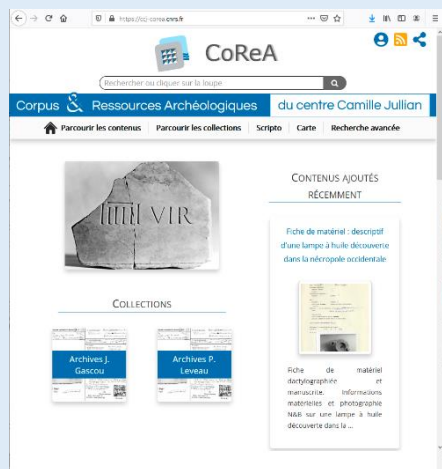 https://ccj-corea.cnrs.fr
CoReA
Rechercher ou cliquer sur la loupe
Corpus & Ressources Archéologiques du centre Camille Jullian
Parcourir les contenus Parcourir les collections Scripto Carte Recherche avancée
IIIII VIR
COLLECTIONS
Archives J.
Gascou
Archives P.
Leveau
CONTENUS AJOUTÉS
RÉCEMMENT
Fiche de matériel : descriptif
d'une lampe à huile découverte
dans la nécropole occidentale
Fiche de matériel
dactylographiée et
manuscrite. Informations
materielles et photographie
N&B sur une lampe à huile
découverte dans la ...